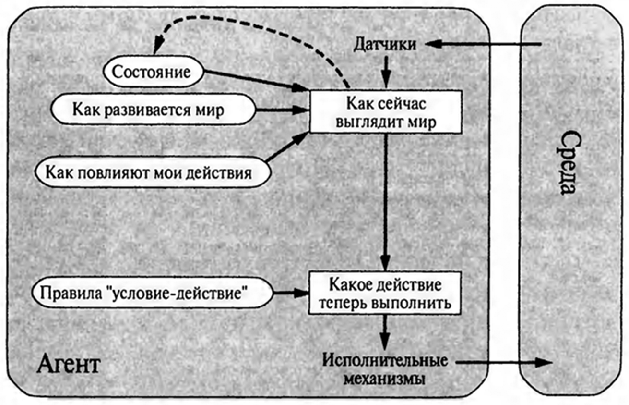 Датчики
Состояние
Как развивается мир
Как сейчас
выглядит мир
Как повлияют мои действия
Среда
Правила "условие-действие"
Какое действие
теперь выполнить
Агент
Исполнительные
механизмы